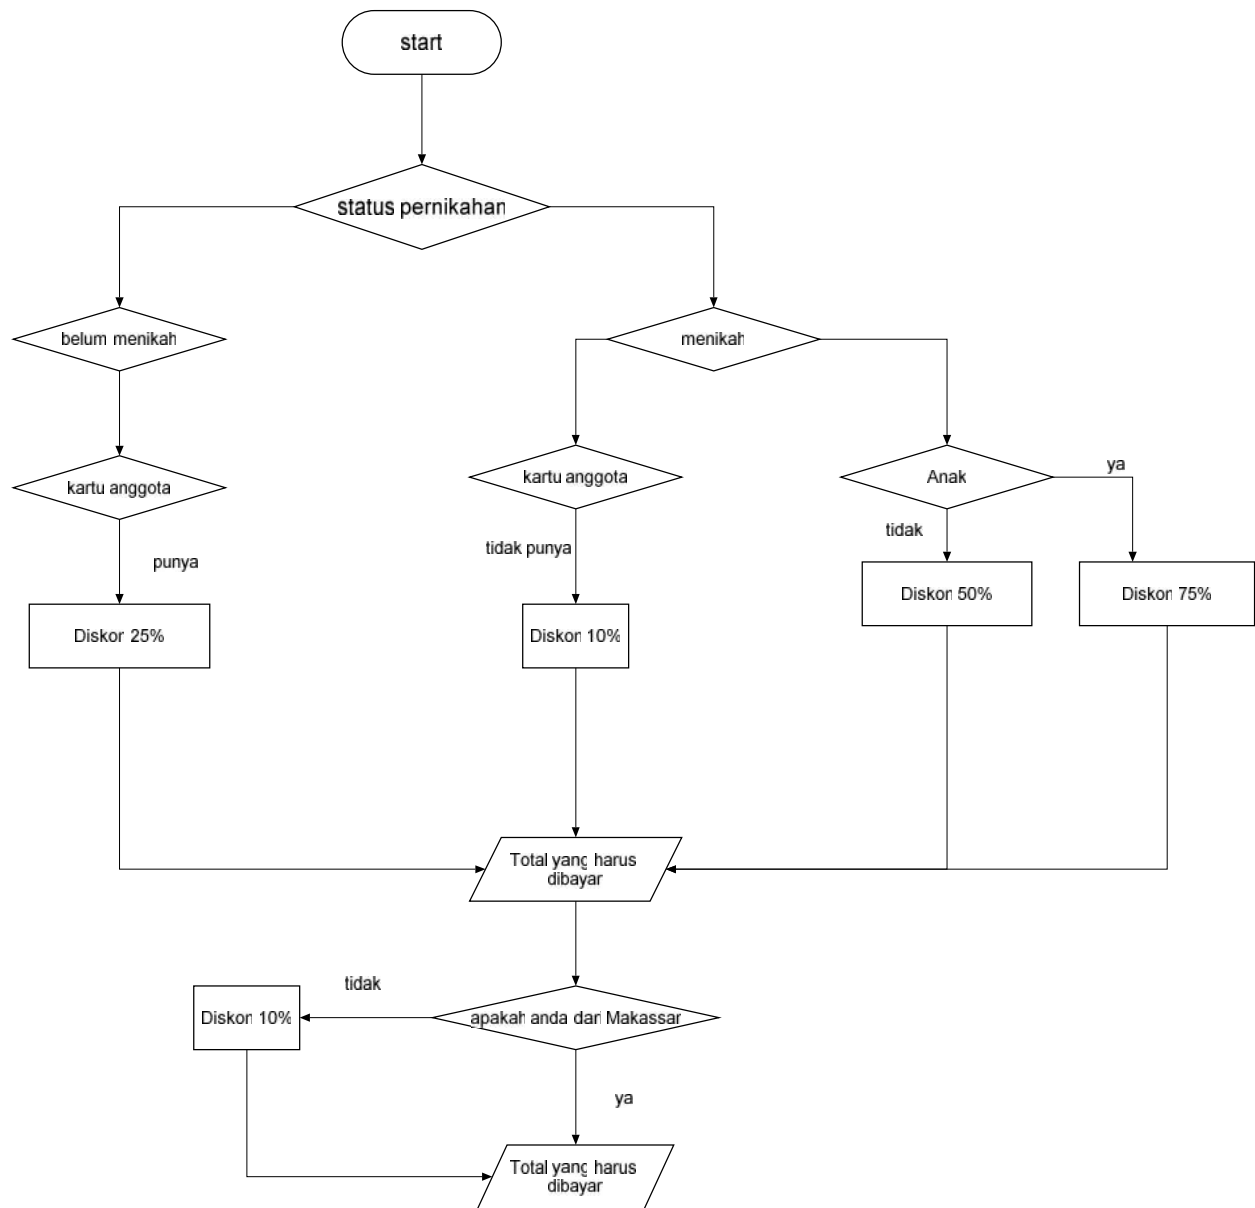 start
status pernikahan
belum menikah
menikah
kartu anggota
kartu anggota
Anak
ya
punya
tidak punya
tidak
Diskon 25%
Diskon 10%
Diskon 50%
Diskon 75%
Total yang harus
dibayar
tidak
Diskon 10%
apakah anda dari Makassar
ya
Total yang harus
dibayar